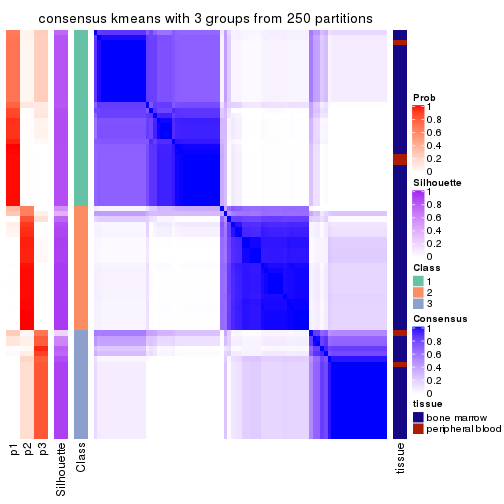 consensus kmeans with 3 groups from 250 partitions
Prob
1
0.8
0.6
0.4
0.2
0
Silhouette
1
0.8
0.6
0.4
0.2
0
Class
1
2
3
Consensus
1
0.8
0.6
0.4
0.2
0
tissue
bone marrow
peripheral blood
p1
p2
p3
Silhouette
Class
tissue